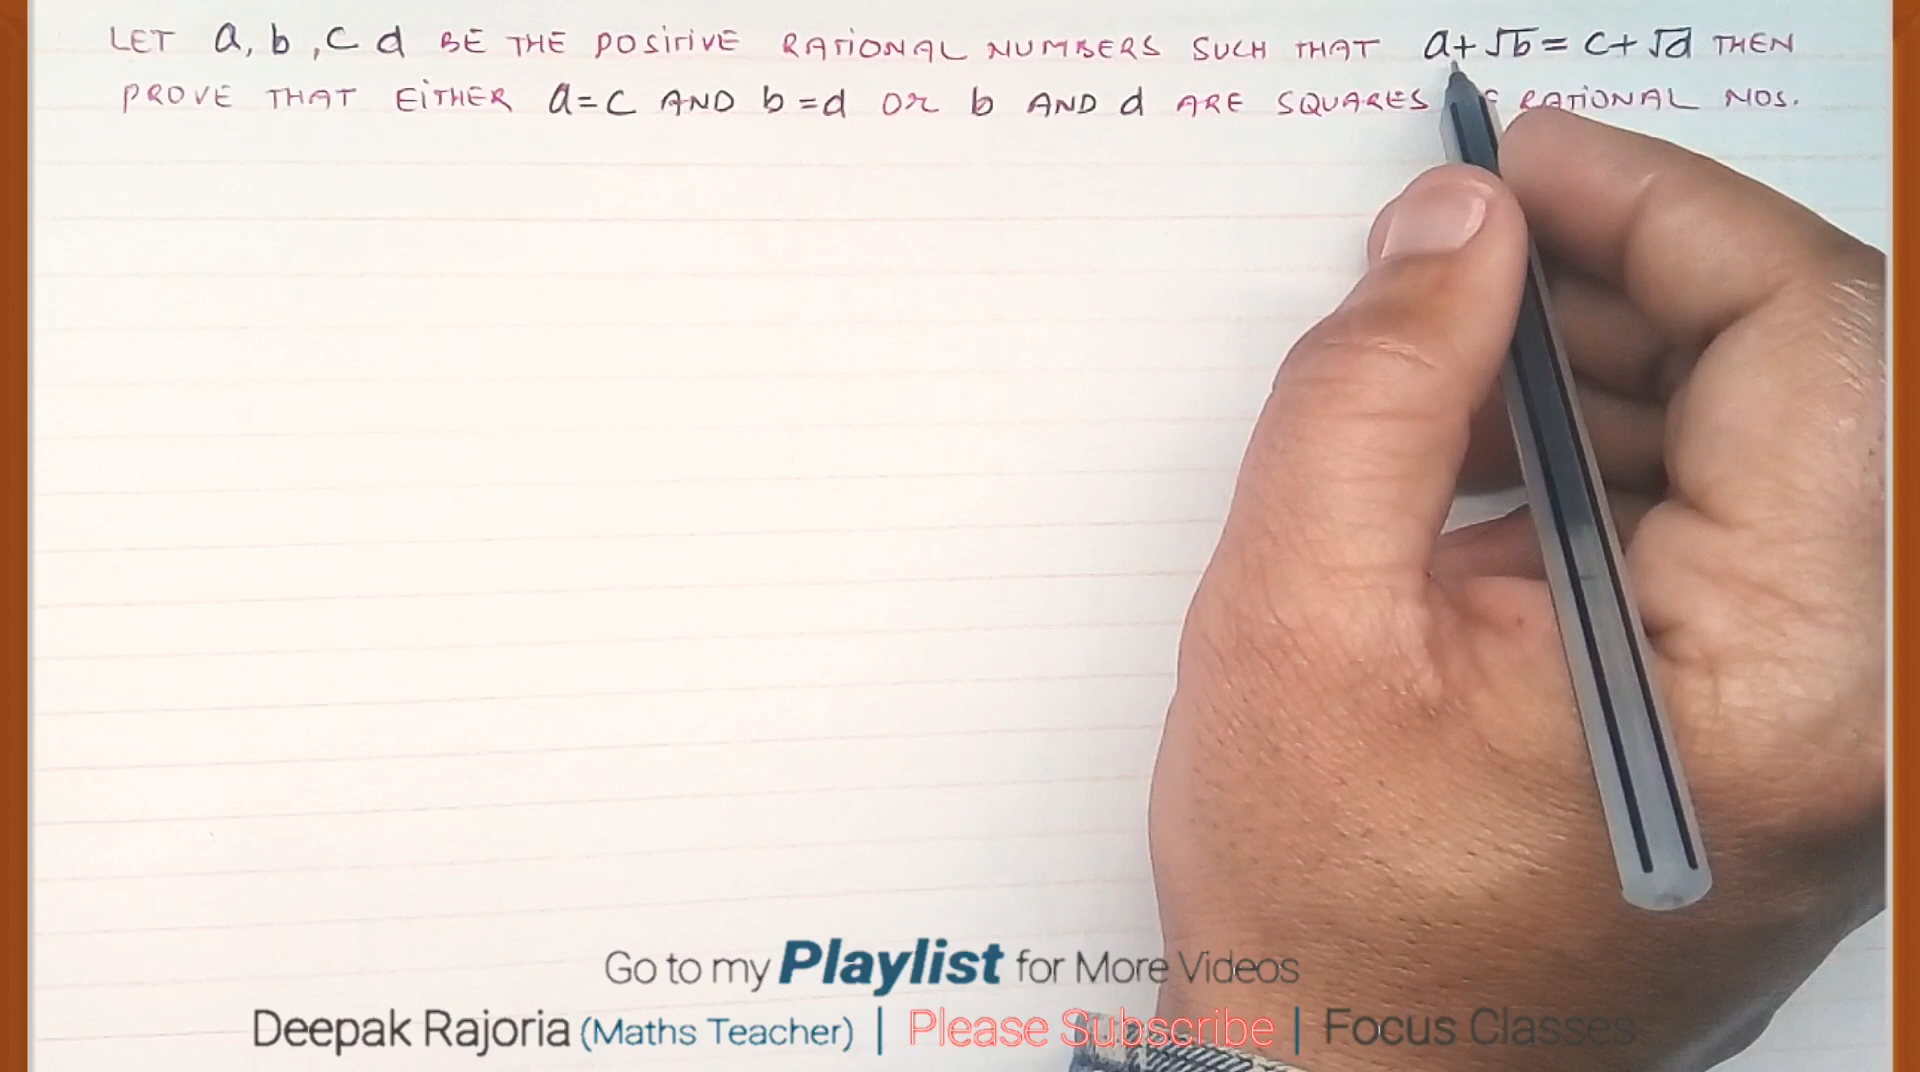 LET a, b, c d BE THE POSITIVE RATIONAL NUMBERS SUCH THAT a+√b = c+√d THEN
PROVE THAT EITHER a=c AND b=d OR b AND d ARE SQUARES RATIONAL NOS.
Go to my Playlist for More Videos
Deepak Rajoria (Maths Teacher) | Please Subscribe | Focus Classes